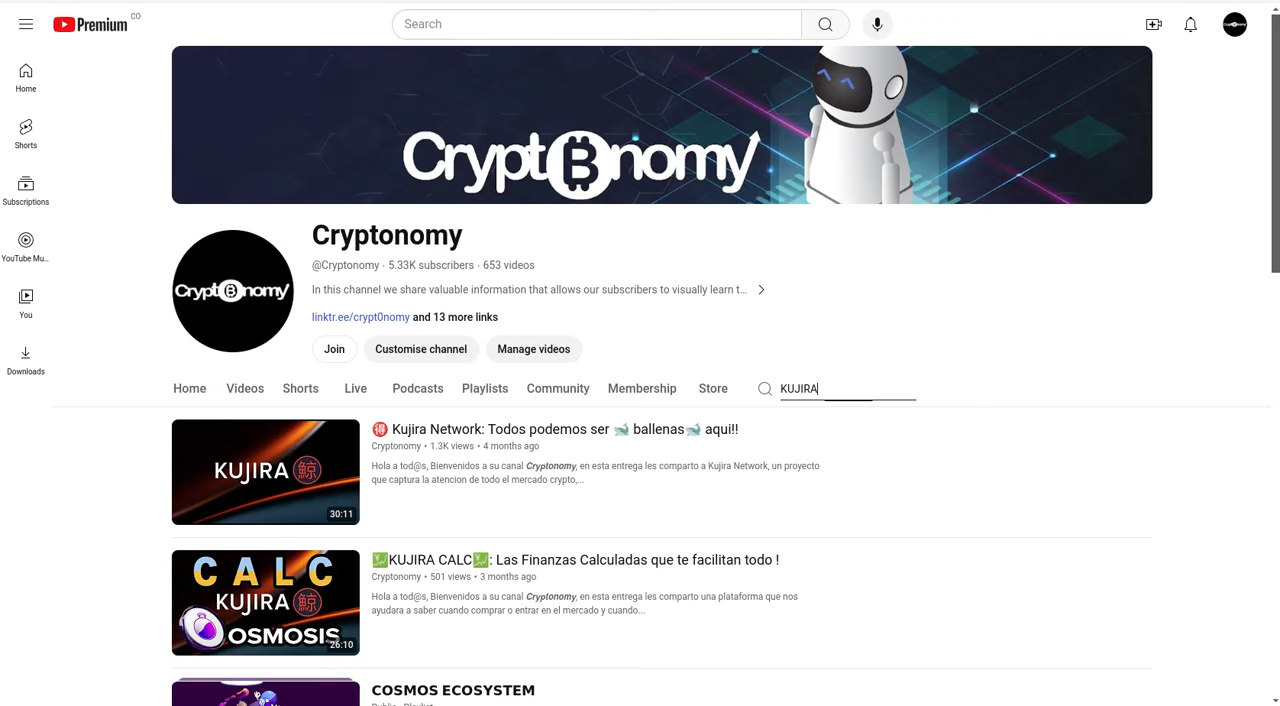 Premium CO
Search
Cryptonomy
Home
Shorts
Subscriptions
YouTube Mu...
You
Downloads
Cryptonomy
Cryptonomy
@Cryptonomy · 5.33K subscribers · 653 videos
In this channel we share valuable information that allows our subscribers to visually learn t...
linktr.ee/crypt0nomy and 13 more links
Join Customise channel Manage videos
Home Videos Shorts Live Podcasts Playlists Community Membership Store KUJIRA
KUJIRA 鯨
30:11
🉐 Kujira Network: Todos podemos ser 🐋 ballenas🐋 aqui!!
Cryptonomy • 1.3K views • 4 months ago
Hola a tod@s, Bienvenidos a su canal Cryptonomy, en esta entrega les comparto a Kujira Network, un proyecto
que captura la atencion de todo el mercado crypto,...
CALC
KUJIRA 鯨
OSMOSIS
26:10
💹KUJIRA CALC💹: Las Finanzas Calculadas que te facilitan todo !
Cryptonomy • 501 views • 3 months ago
Hola a tod@s, Bienvenidos a su canal Cryptonomy, en esta entrega les comparto una plataforma que nos
ayudara a saber cuando comprar o entrar en el mercado y cuando...
COSMOS ECOSYSTEM
Public · Playlist